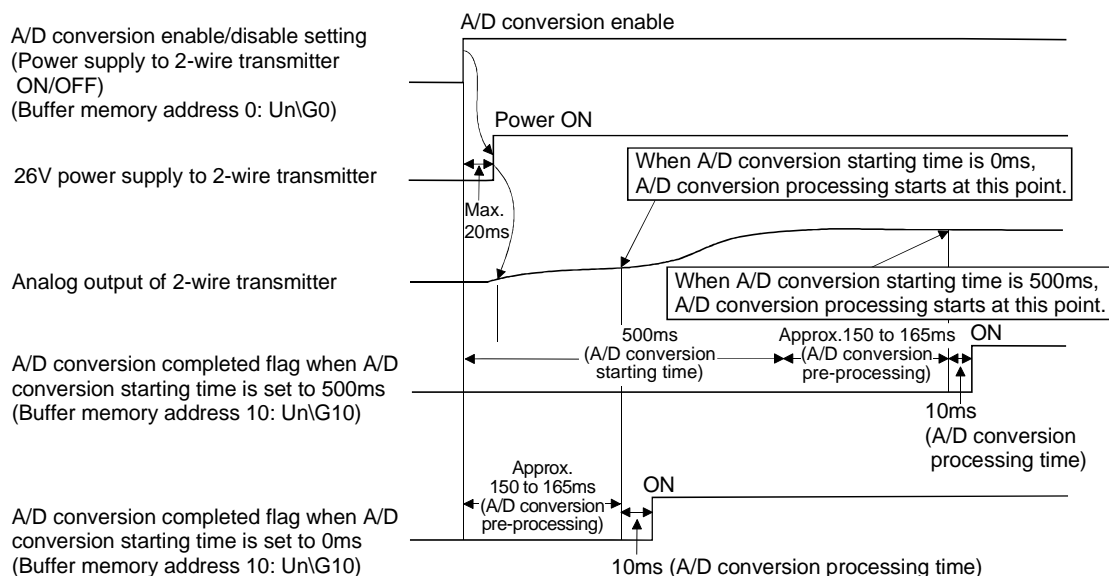 A/D conversion enable
A/D conversion enable/disable setting
(Power supply to 2-wire transmitter
ON/OFF)
(Buffer memory address 0: Un\G0)
Power ON
When A/D conversion starting time is 0ms,
A/D conversion processing starts at this point.
26V power supply to 2-wire transmitter
Max.
20ms
Analog output of 2-wire transmitter
When A/D conversion starting time is 500ms,
A/D conversion processing starts at this point.
500ms
(A/D conversion
starting time)
Approx.150 to 165ms
(A/D conversion
pre-processing)
ON
A/D conversion completed flag when A/D
conversion starting time is set to 500ms
(Buffer memory address 10: Un\G10)
10ms
(A/D conversion
processing time)
Approx.
150 to 165ms
(A/D conversion
pre-processing)
ON
A/D conversion completed flag when A/D
conversion starting time is set to 0ms
(Buffer memory address 10: Un\G10)
10ms (A/D conversion processing time)